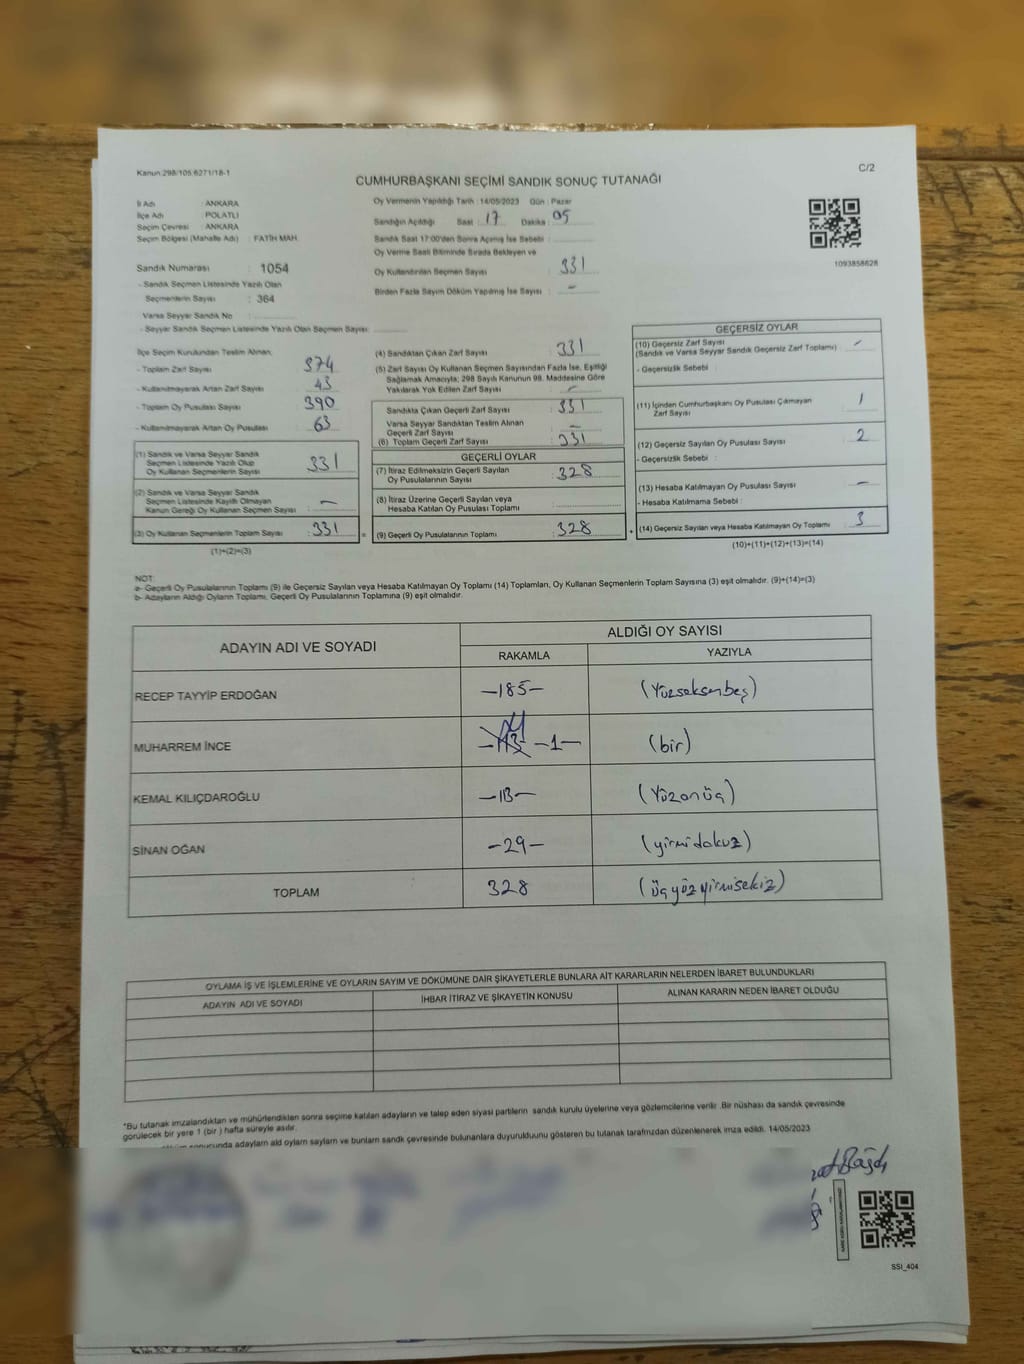 Kanun:298/105;6271/18-1
C/2
CUMHURBAŞKANI SEÇİMİ SANDIK SONUÇ TUTANAĞI
İl Adı : ANKARA
İlçe Adı : POLATLI
Seçim Çevresi : ANKARA
Seçim Bölgesi (Mahalle Adı) : FATİH MAH.
Sandık Numarası : 1054
- Sandık Seçmen Listesinde Yazılı Olan
Seçmenlerin Sayısı : 364
Varsa Seyyar Sandık No :
- Seyyar Sandık Seçmen Listesinde Yazılı Olan Seçmen Sayısı :
Oy Vermenin Yapıldığı Tarih : 14/05/2023 Gün : Pazar
Sandığın Açıldığı Saat : 17 Dakika : 05
Sandık Saat 17:00'den Sonra Açılmış İse Sebebi :
Oy Verme Saati Bitiminde Sırada Bekleyen ve
Oy Kullandırılan Seçmen Sayısı : 331
Birden Fazla Sayım Döküm Yapılmış İse Sayısı : -
1093858628
İlçe Seçim Kurulundan Teslim Alınan;
- Toplam Zarf Sayısı : 374
- Kullanılmayarak Artan Zarf Sayısı : 43
- Toplam Oy Pusulası Sayısı : 390
- Kullanılmayarak Artan Oy Pusulası : 63
(1) Sandık ve Varsa Seyyar Sandık
Seçmen Listesinde Yazılı Olup
Oy Kullanan Seçmenlerin Sayısı : 331
(2) Sandık ve Varsa Seyyar Sandık
Seçmen Listesinde Kayıtlı Olmayan
Kanun Gereği Oy Kullanan Seçmen Sayısı : -
(3) Oy Kullanan Seçmenlerin Toplam Sayısı : 331
(1)+(2)=(3)
=
(4) Sandıktan Çıkan Zarf Sayısı : 331
(5) Zarf Sayısı Oy Kullanan Seçmen Sayısından Fazla İse, Eşitliği
Sağlamak Amacıyla; 298 Sayılı Kanunun 98. Maddesine Göre
Yakılarak Yok Edilen Zarf Sayısı : -
Sandıkta Çıkan Geçerli Zarf Sayısı : 331
Varsa Seyyar Sandıktan Teslim Alınan
Geçerli Zarf Sayısı : -
(6) Toplam Geçerli Zarf Sayısı : 331
GEÇERLİ OYLAR
(7) İtiraz Edilmeksizin Geçerli Sayılan
Oy Pusulalarının Sayısı : 328
(8) İtiraz Üzerine Geçerli Sayılan veya
Hesaba Katılan Oy Pusulası Toplamı :
(9) Geçerli Oy Pusulalarının Toplamı : 328
+
GEÇERSİZ OYLAR
(10) Geçersiz Zarf Sayısı : -
(Sandık ve Varsa Seyyar Sandık Geçersiz Zarf Toplamı)
- Geçersizlik Sebebi :
(11) İçinden Cumhurbaşkanı Oy Pusulası Çıkmayan
Zarf Sayısı : 1
(12) Geçersiz Sayılan Oy Pusulası Sayısı : 2
- Geçersizlik Sebebi :
(13) Hesaba Katılmayan Oy Pusulası Sayısı : -
- Hesaba Katılmama Sebebi :
(14) Geçersiz Sayılan veya Hesaba Katılmayan Oy Toplamı : 3
(10)+(11)+(12)+(13)=(14)
NOT:
a- Geçerli Oy Pusulalarının Toplamı (9) ile Geçersiz Sayılan veya Hesaba Katılmayan Oy Toplamı (14) Toplamları, Oy Kullanan Seçmenlerin Toplam Sayısına (3) eşit olmalıdır. (9)+(14)=(3)
b- Adayların Aldığı Oyların Toplamı, Geçerli Oy Pusulalarının Toplamına (9) eşit olmalıdır.
ADAYIN ADI VE SOYADI
ALDIĞI OY SAYISI
RAKAMLA YAZIYLA
RECEP TAYYİP ERDOĞAN -185- (Yüzseksenbeş)
MUHARREM İNCE -1- (bir)
KEMAL KILIÇDAROĞLU -113- (Yüzonüç)
SİNAN OĞAN -29- (yirmidokuz)
TOPLAM 328 (üçyüzyirmisekiz)
OYLAMA İŞ VE İŞLEMLERİNE VE OYLARIN SAYIM VE DÖKÜMÜNE DAİR ŞİKAYETLERLE BUNLARA AİT KARARLARIN NELERDEN İBARET BULUNDUKLARI
ADAYIN ADI VE SOYADI İHBAR İTİRAZ VE ŞİKAYETİN KONUSU ALINAN KARARIN NEDEN İBARET OLDUĞU
*Bu tutanak imzalandıktan ve mühürlendikten sonra seçime katılan adayların ve talep eden siyasi partilerin sandık kurulu üyelerine veya gözlemcilerine verilir. Bir nüshası da sandık çevresinde
görülecek bir yere 1 (bir) hafta süreyle asılır.
sonucunda adayların ald oyların sayların ve bunların sandk çevresinde bulunanlara duyurulduunu gösteren bu tutanak tarafmzdan düzenlenerek imza edildi. 14/05/2023
SSI_404